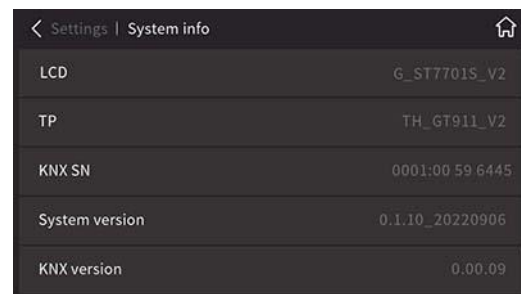 Settings | System info
LCD G_ST7701S_V2
TP TH_GT911_V2
KNX SN 0001:00 59 6445
System version 0.1.10_20220906
KNX version 0.00.09